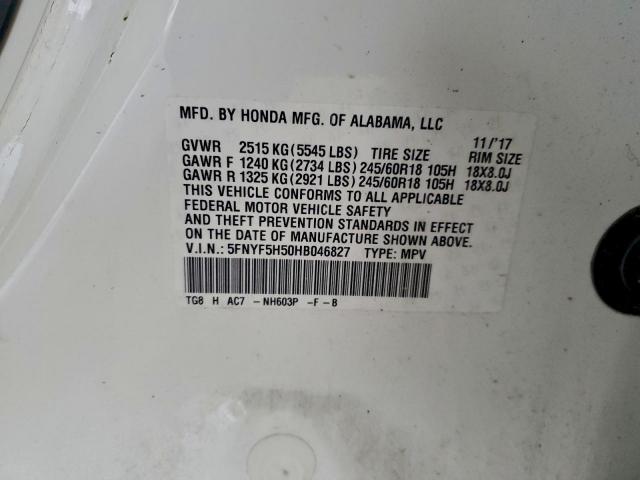 MFD. BY HONDA MFG. OF ALABAMA, LLC
11/'17
GVWR 2515 KG(5545 LBS) TIRE SIZE RIM SIZE
GAWR F 1240 KG(2734 LBS)245/60R18 105H 18X8.0J
GAWR R 1325 KG(2921 LBS)245/60R18 105H 18X8.0J
THIS VEHICLE CONFORMS TO ALL APPLICABLE
FEDERAL MOTOR VEHICLE SAFETY
AND THEFT PREVENTION STANDARDS IN EFFECT
ON THE DATE OF MANUFACTURE SHOWN ABOVE.
V.I.N.: 5FNYF5H50HB046827 TYPE: MPV
TG8 H AC7 -NH603P -F-B